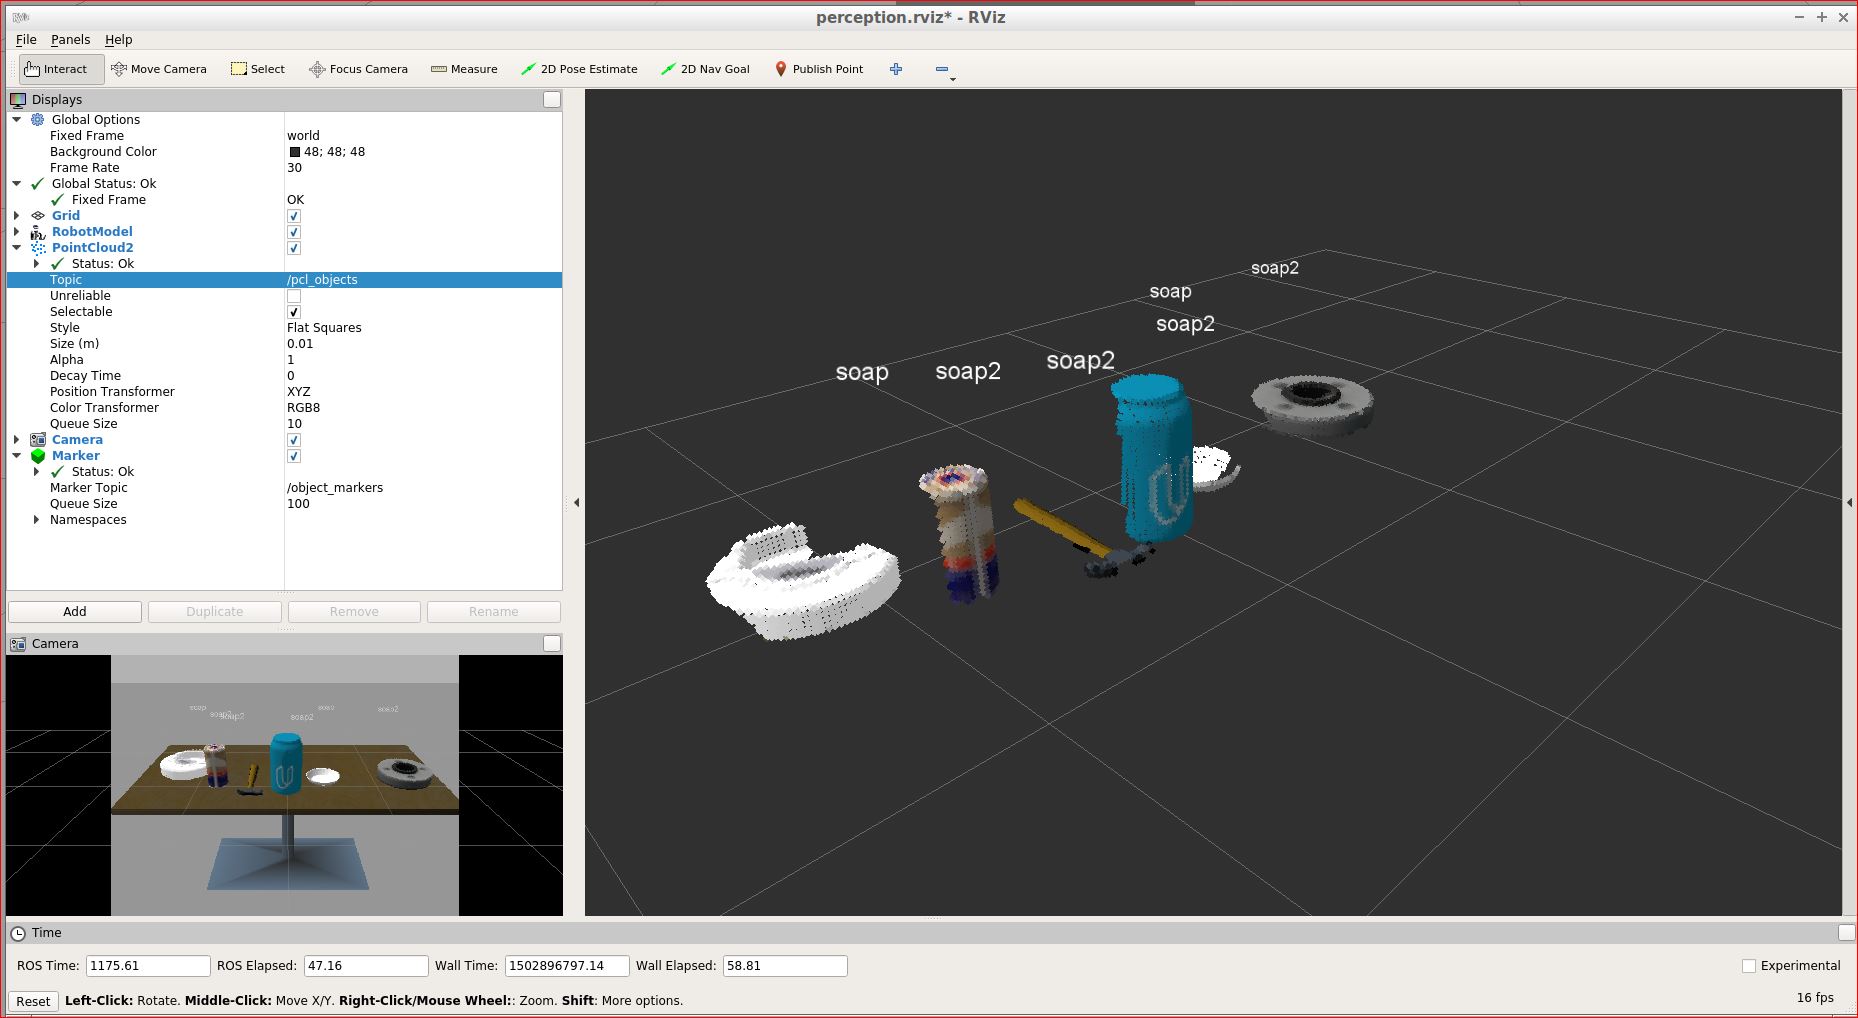 perception.rviz* - RViz
File Panels Help
Interact Move Camera Select Focus Camera Measure 2D Pose Estimate 2D Nav Goal Publish Point
Displays
Global Options
Fixed Frame world
Background Color 48; 48; 48
Frame Rate 30
Global Status: Ok
Fixed Frame OK
Grid
RobotModel
PointCloud2
Status: Ok
Topic /pcl_objects
Unreliable
Selectable
Style Flat Squares
Size (m) 0.01
Alpha 1
Decay Time 0
Position Transformer XYZ
Color Transformer RGB8
Queue Size 10
Camera
Marker
Status: Ok
Marker Topic /object_markers
Queue Size 100
Namespaces
Add Duplicate Remove Rename
Camera
soap soap2 soap2 soap2 soap soap2
soap2
soap
soap2
soap soap2 soap2
Time
ROS Time: 1175.61 ROS Elapsed: 47.16 Wall Time: 1502896797.14 Wall Elapsed: 58.81 Experimental
Reset Left-Click: Rotate. Middle-Click: Move X/Y. Right-Click/Mouse Wheel:: Zoom. Shift: More options. 16 fps